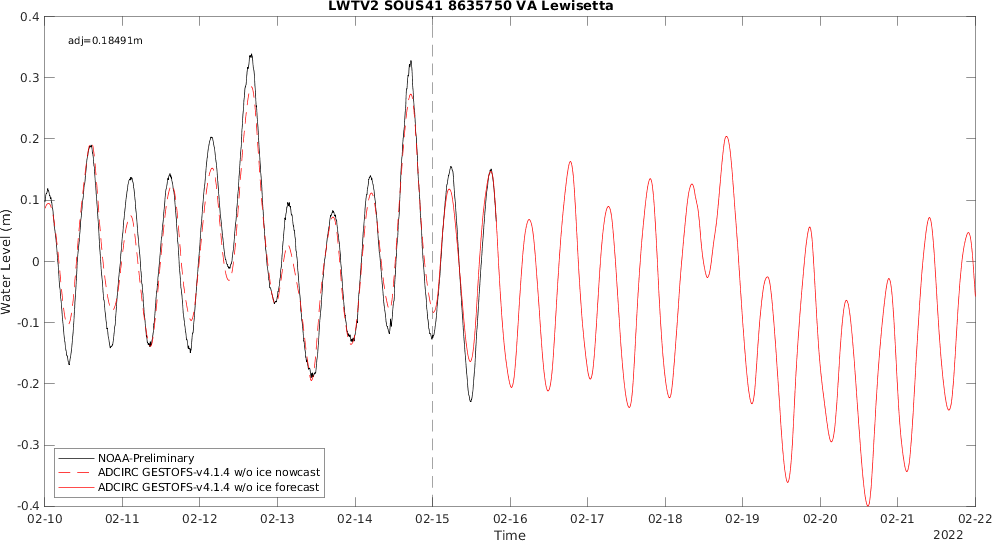 LWTV2 SOUS41 8635750 VA Lewisetta
adj=0.18491m
0.4
0.3
0.2
0.1
0
-0.1
-0.2
-0.3
-0.4
Water Level (m)
NOAA-Preliminary
ADCIRC GESTOFS-v4.1.4 w/o ice nowcast
ADCIRC GESTOFS-v4.1.4 w/o ice forecast
02-10 02-11 02-12 02-13 02-14 02-15 02-16 02-17 02-18 02-19 02-20 02-21 02-22
Time
2022